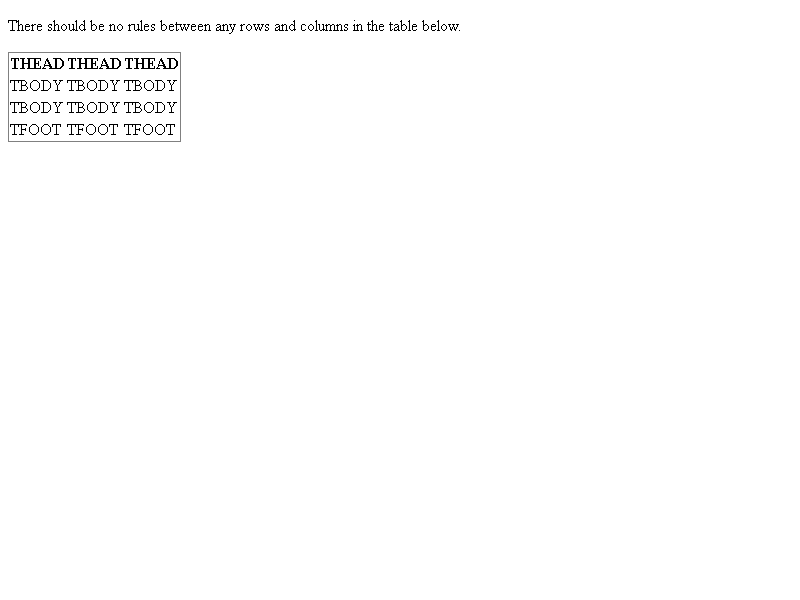 There should be no rules between any rows and columns in the table below.
THEAD THEAD THEAD
TBODY TBODY TBODY
TBODY TBODY TBODY
TFOOT TFOOT TFOOT